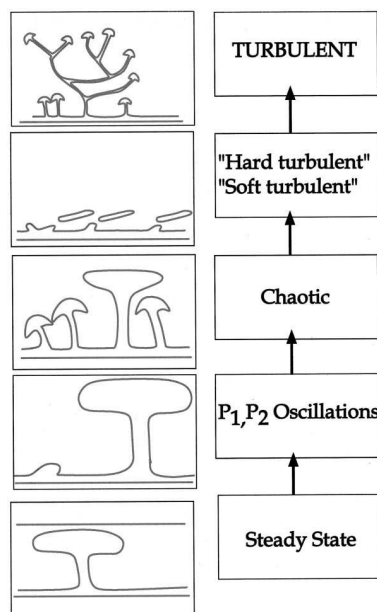 TURBULENT
"Hard turbulent"
"Soft turbulent"
Chaotic
P₁,P₂ Oscillations
Steady State